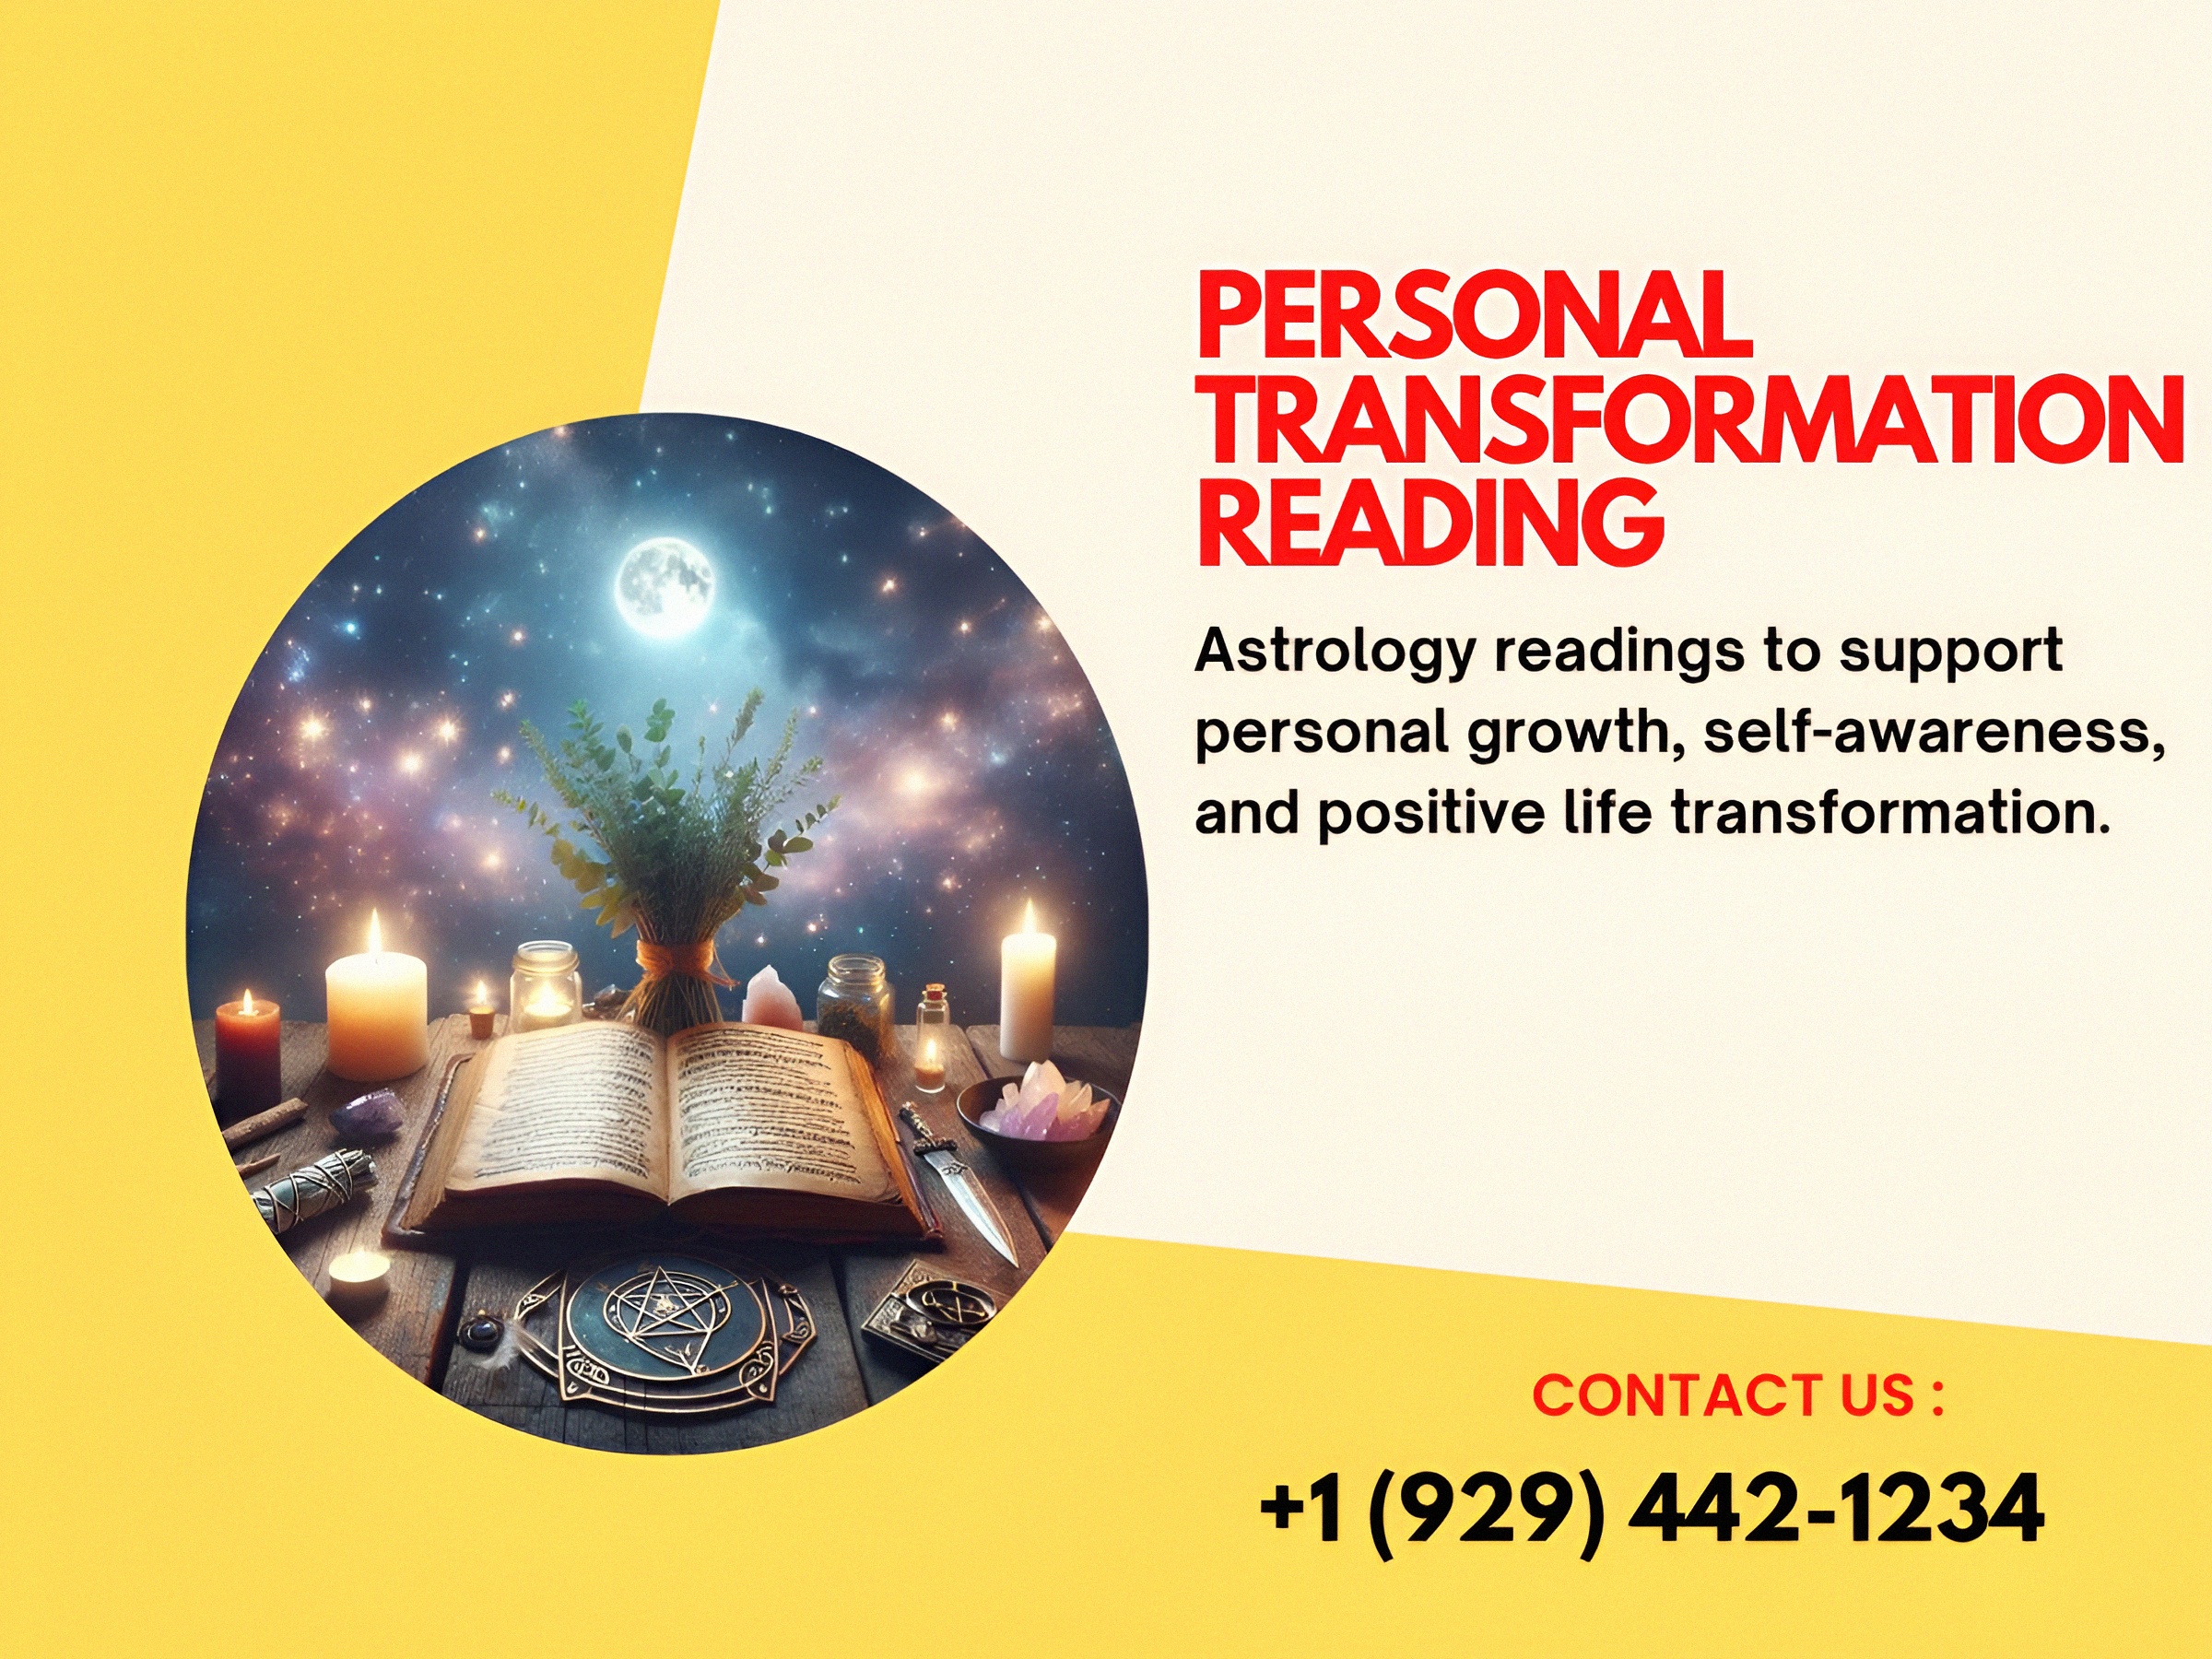 PERSONAL
TRANSFORMATION
READING
Astrology readings to support
personal growth, self-awareness,
and positive life transformation.
CONTACT US :
+1 (929) 442-1234